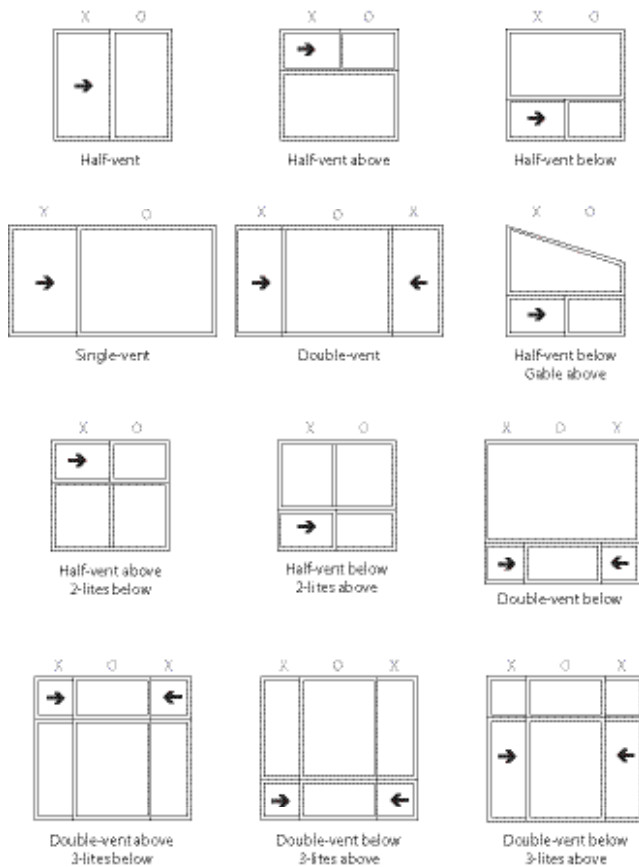 X O
X O
X O
Half-vent
Half-vent above
Half-vent below
X O
X O X
X O
Single-vent
Double-vent
Half-vent below
Gable above
X O
X O
X O X
Half-vent above
2-lites below
Half-vent below
2-lites above
Double-vent below
X O X
X O X
X O X
Double-vent above
3-lites below
Double-vent below
3-lites above
Double-vent below
3-lites above